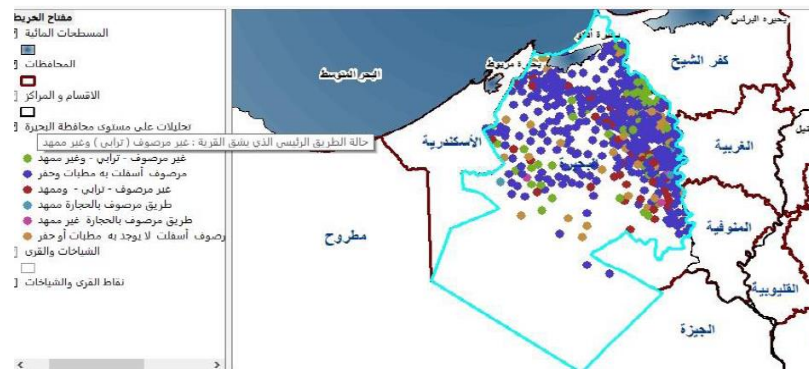 مفتاح الخريط
المسطحات المائية
المحافظات
الاقسام و المراكز
تحليلات على مستوى محافظة البحيرة
حالة الطريق الرئيسي الذي يشق القرية : غير مرصوف ( ترابي ) وغير ممهد
غير مرصوف - ترابي - وغير ممهد
مرصوف أسفلت به مطبات وحفر
غير مرصوف - ترابي - وممهد
طريق مرصوف بالحجارة ممهد
طريق مرصوف بالحجارة غير ممهد
رصوف أسفلت لا يوجد به مطبات أو حفر
الشياخات والقرى
نقاط القرى والشياخات
بحيرة البرلس
بحيرة مريوط
البحر المتوسط
كفر الشيخ
الأسكندرية
الغربية
المنوفية
مطروح
القليوبية
الجيزة